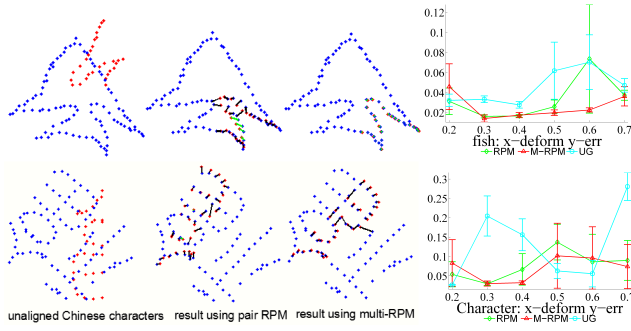 0.12
0.1
0.08
0.06
0.04
0.02
0.2 0.3 0.4 0.5 0.6 0.7
fish: x-deform y-err
RPM M-RPM UG
0.3
0.25
0.2
0.15
0.1
0.05
0.2 0.3 0.4 0.5 0.6 0.7
Character: x-deform y-err
RPM M-RPM UG
unaligned Chinese characters
result using pair RPM
result using multi-RPM